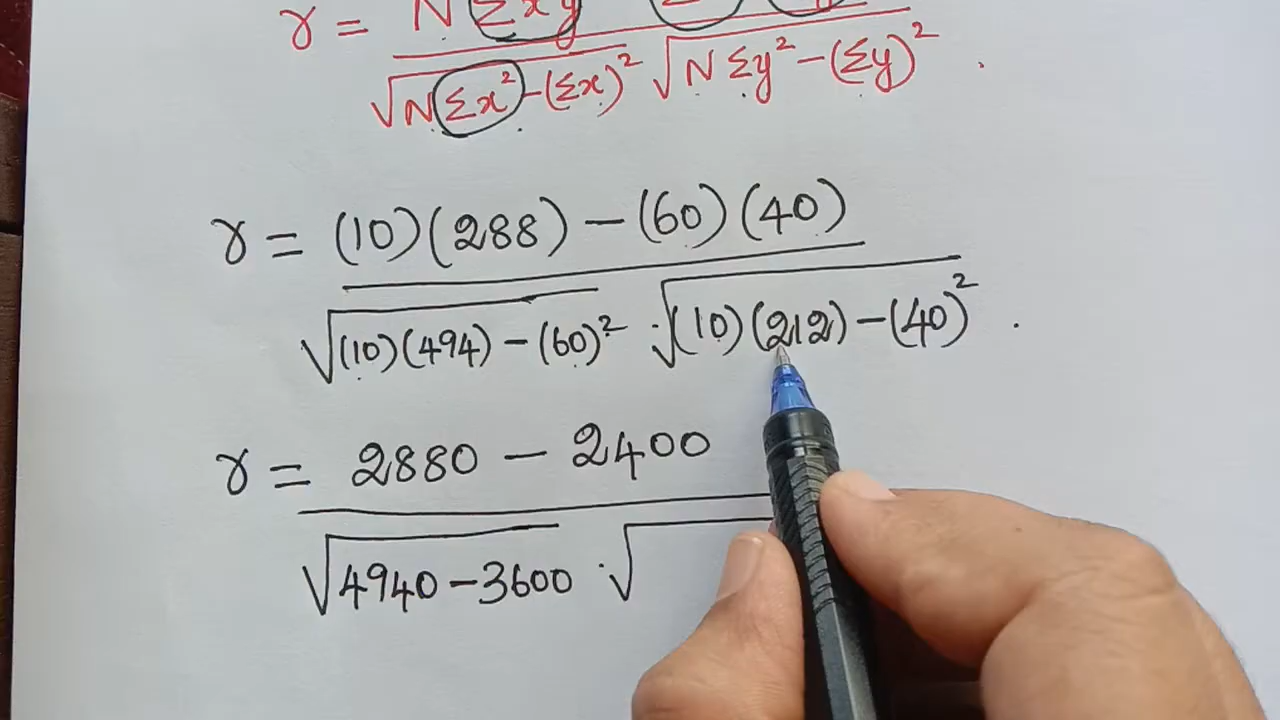 r = N Σxy
√N Σx² - (Σx)² √N Σy² - (Σy)²
r = (10)(288) - (60)(40)
√(10)(494) - (60)² · √(10)(212) - (40)² .
r = 2880 - 2400
√4940 - 3600 · √